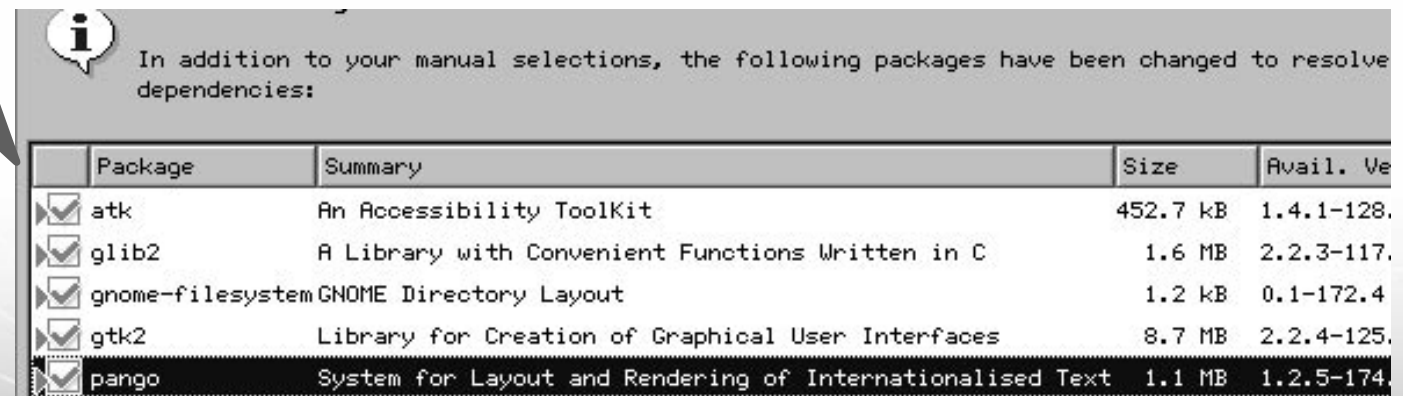 In addition to your manual selections, the following packages have been changed to resolve
dependencies:
Package Summary Size Avail. Ve
atk An Accessibility ToolKit 452.7 kB 1.4.1-128.
glib2 A Library with Convenient Functions Written in C 1.6 MB 2.2.3-117.
gnome-filesystem GNOME Directory Layout 1.2 kB 0.1-172.4
gtk2 Library for Creation of Graphical User Interfaces 8.7 MB 2.2.4-125.
pango System for Layout and Rendering of Internationalised Text 1.1 MB 1.2.5-174.